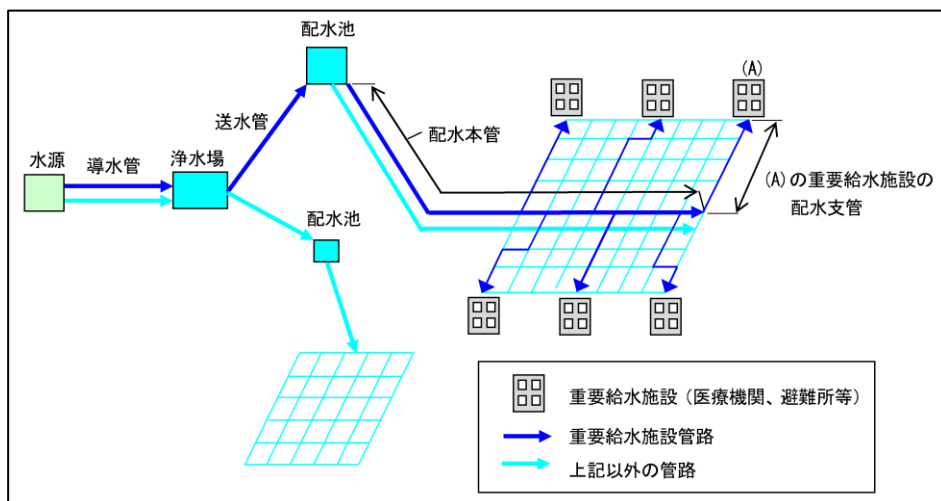 配水池
(A)
送水管
配水本管
水源
導水管
浄水場
(A)の重要給水施設の
配水支管
配水池
重要給水施設(医療機関、避難所等)
重要給水施設管路
上記以外の管路